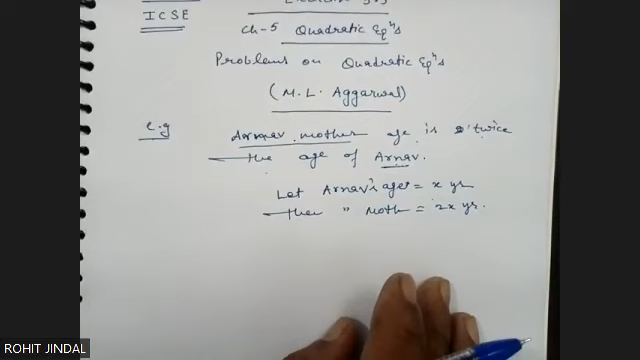 ICSE
Ch-5 Quadratic Eqⁿs
Problems on Quadratic Eqⁿs
(M.L. Aggarwal)
e.g Arnav mother age is twice
the age of Arnav.
Let Arnav's age = x yr
then " moth = 2x yr.
ROHIT JINDAL